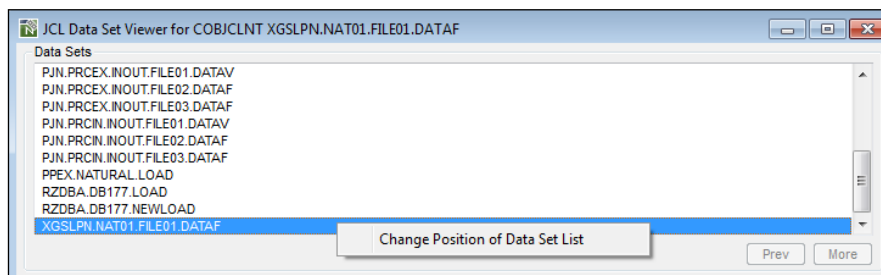 JCL Data Set Viewer for COBJCLNT XGSLPN.NAT01.FILE01.DATAF
Data Sets
PJN.PRCEX.INOUT.FILE01.DATAV
PJN.PRCEX.INOUT.FILE02.DATAF
PJN.PRCEX.INOUT.FILE03.DATAF
PJN.PRCIN.INOUT.FILE01.DATAV
PJN.PRCIN.INOUT.FILE02.DATAF
PJN.PRCIN.INOUT.FILE03.DATAF
PPEX.NATURAL.LOAD
RZDBA.DB177.LOAD
RZDBA.DB177.NEWLOAD
XGSLPN.NAT01.FILE01.DATAF
Change Position of Data Set List
Prev More